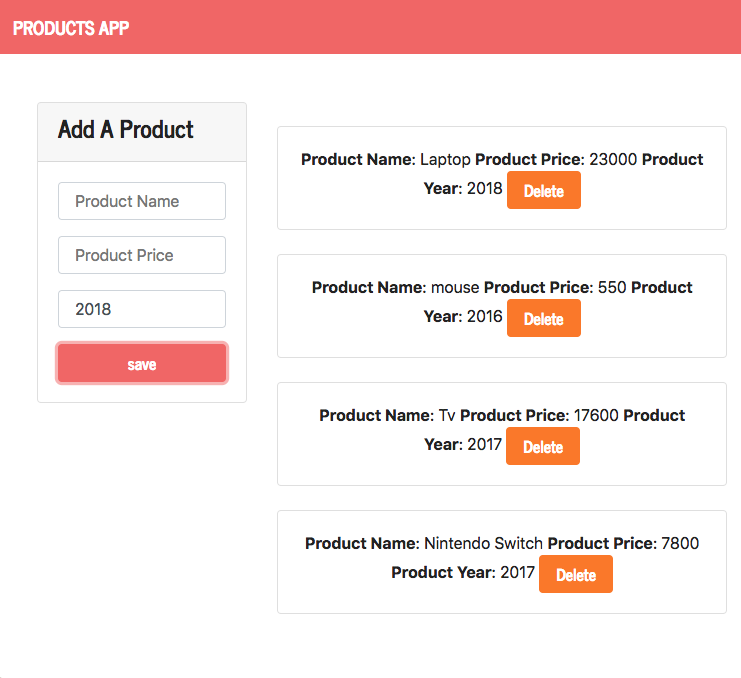 PRODUCTS APP
Add A Product
Product Name
Product Price
2018
save
Product Name: Laptop Product Price: 23000 Product
Year: 2018 Delete
Product Name: mouse Product Price: 550 Product
Year: 2016 Delete
Product Name: Tv Product Price: 17600 Product
Year: 2017 Delete
Product Name: Nintendo Switch Product Price: 7800
Product Year: 2017 Delete